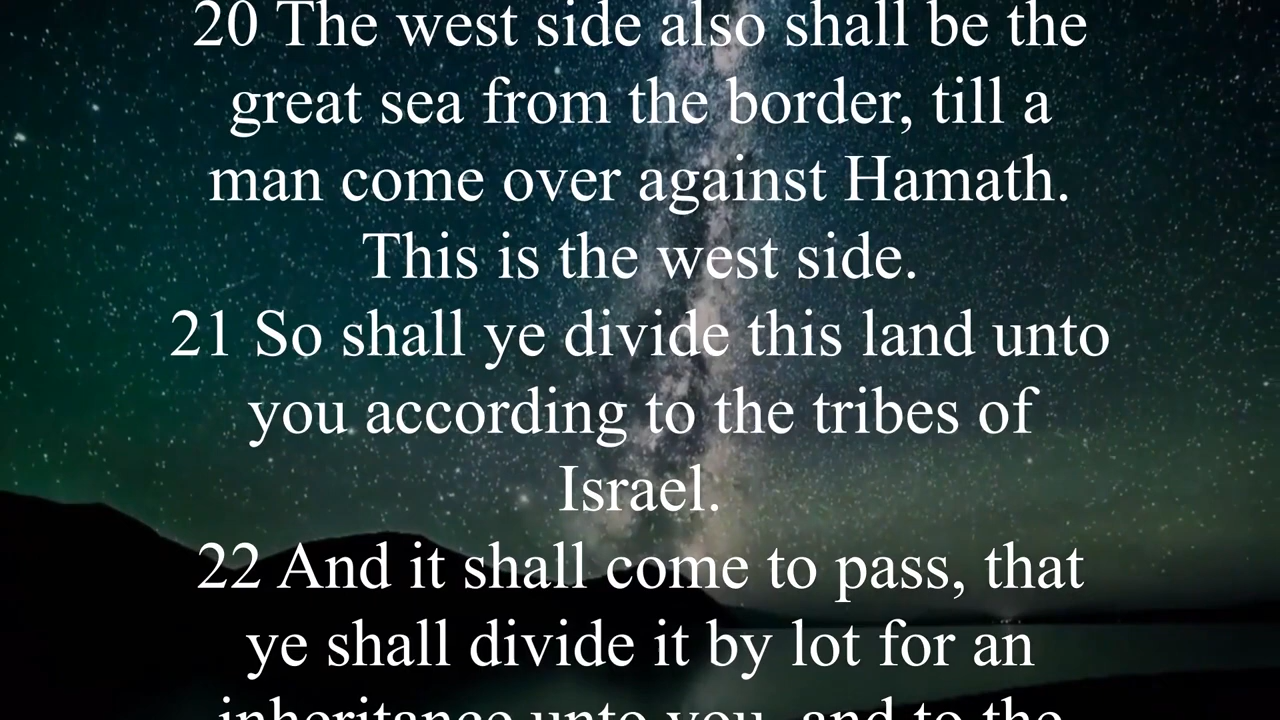 20 The west side also shall be the
great sea from the border, till a
man come over against Hamath.
This is the west side.
21 So shall ye divide this land unto
you according to the tribes of
Israel.
22 And it shall come to pass, that
ye shall divide it by lot for an
inheritance unto you, and to the